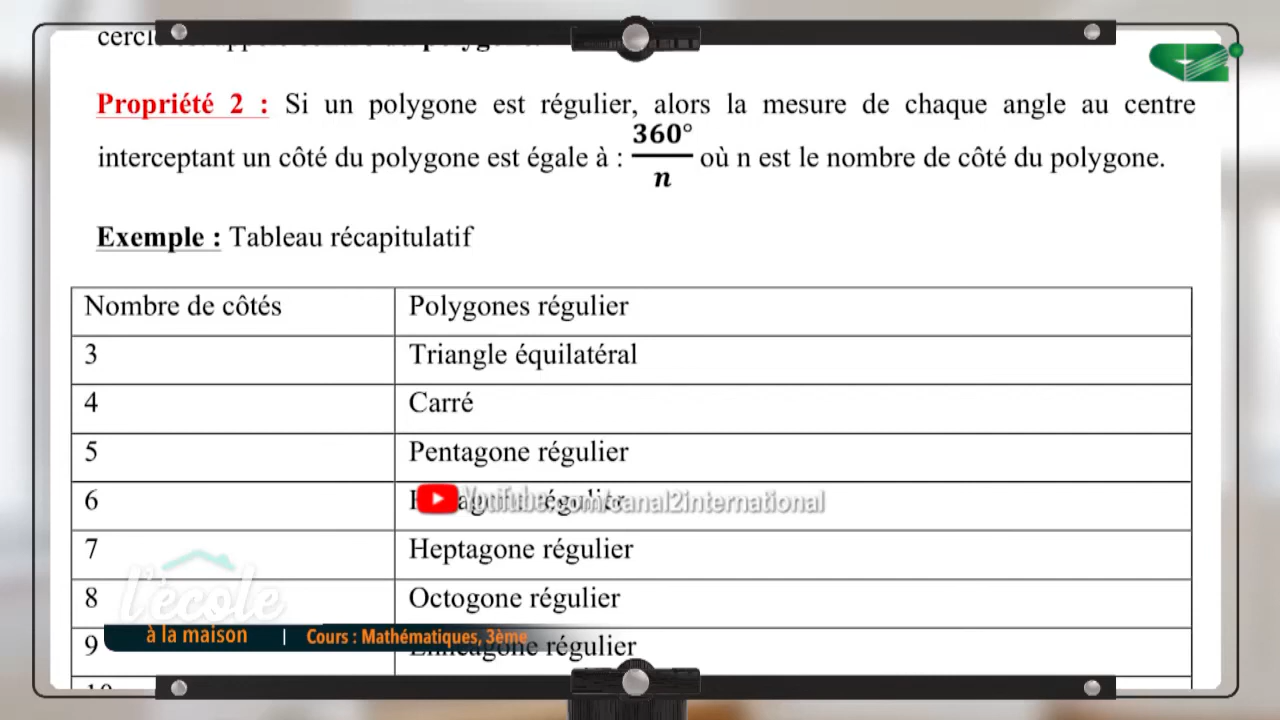 Propriété 2 : Si un polygone est régulier, alors la mesure de chaque angle au centre
interceptant un côté du polygone est égale à : 360°/n où n est le nombre de côté du polygone.
Exemple : Tableau récapitulatif
Nombre de côtés Polygones régulier
3 Triangle équilatéral
4 Carré
5 Pentagone régulier
6 régulier
YouTube.com/canal2international
7 Heptagone régulier
8 Octogone régulier
l'école
à la maison | Cours : Mathématiques, 3ème
9 Ennéagone régulier